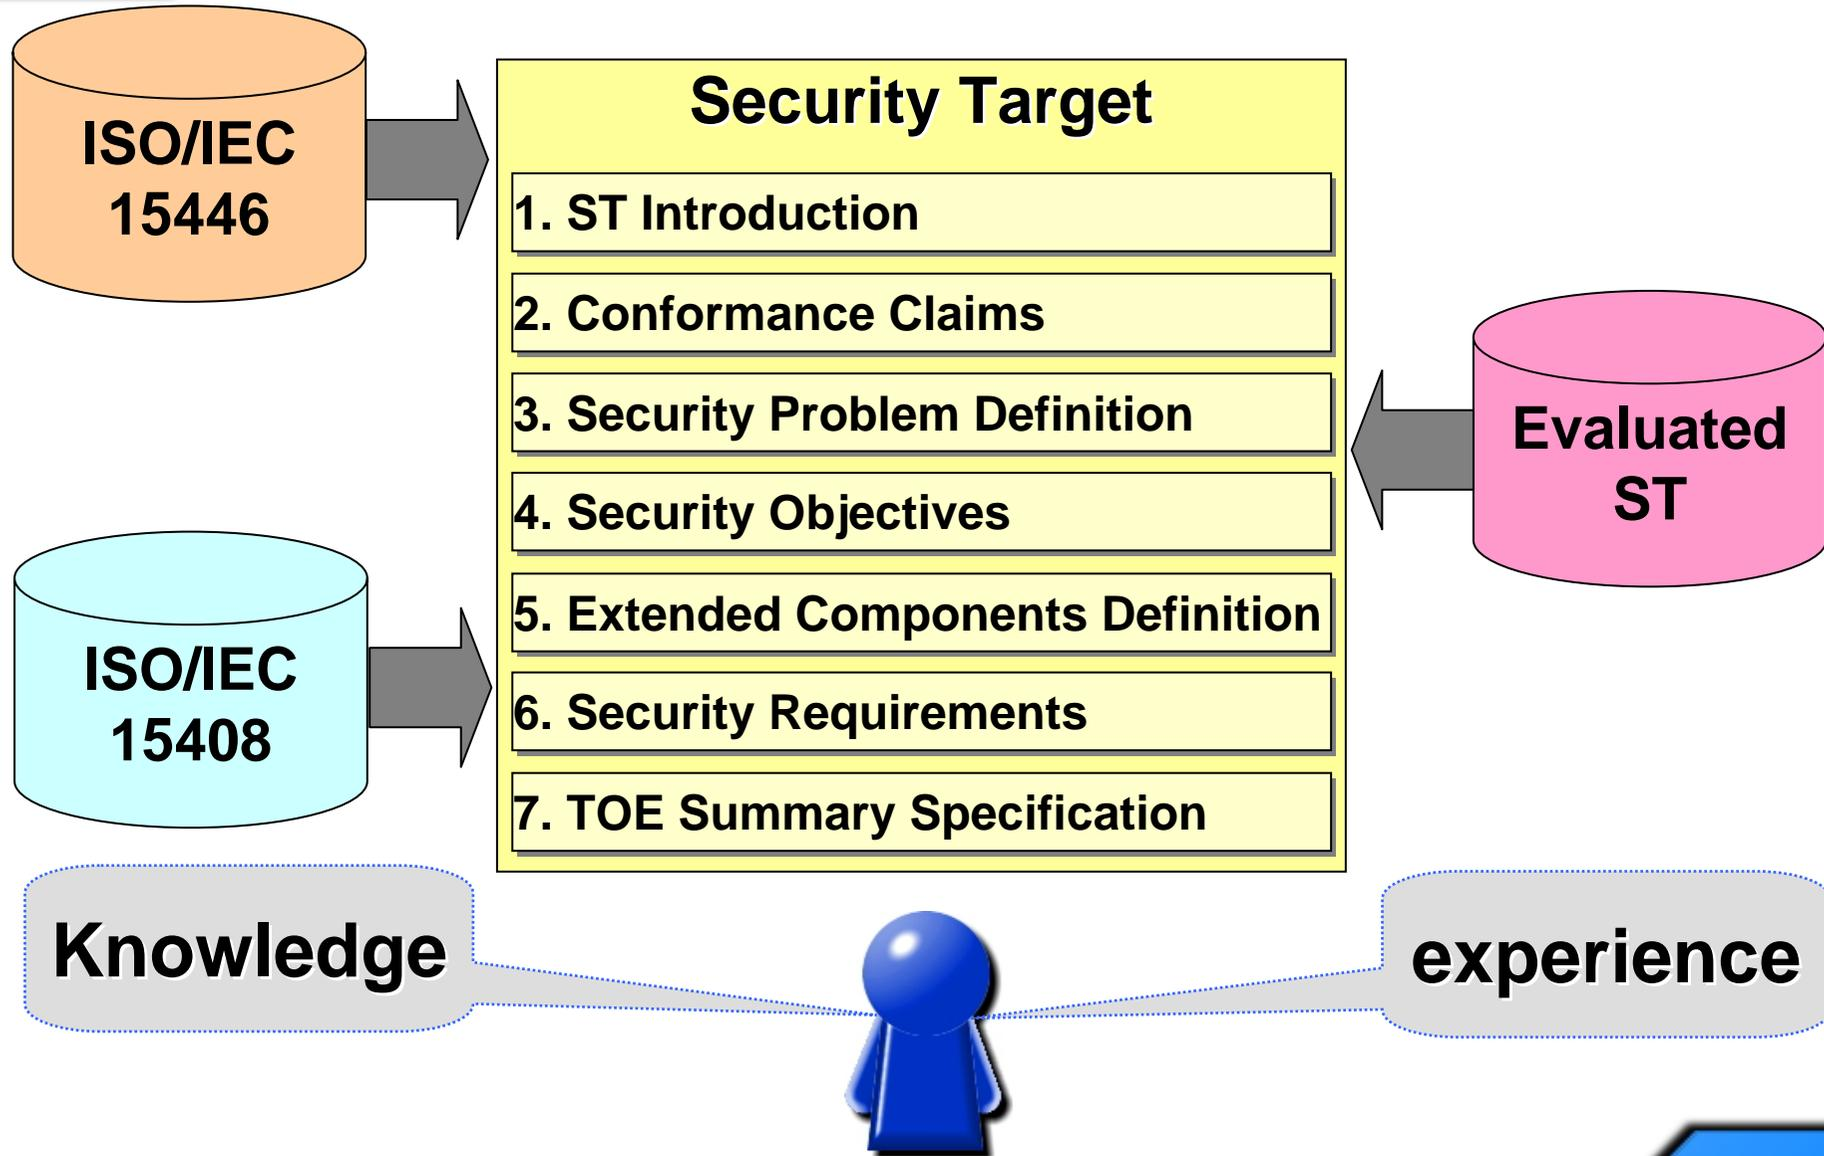 ISO/IEC
15446
Security Target
1. ST Introduction
2. Conformance Claims
3. Security Problem Definition
4. Security Objectives
5. Extended Components Definition
6. Security Requirements
7. TOE Summary Specification
Evaluated
ST
ISO/IEC
15408
Knowledge
experience